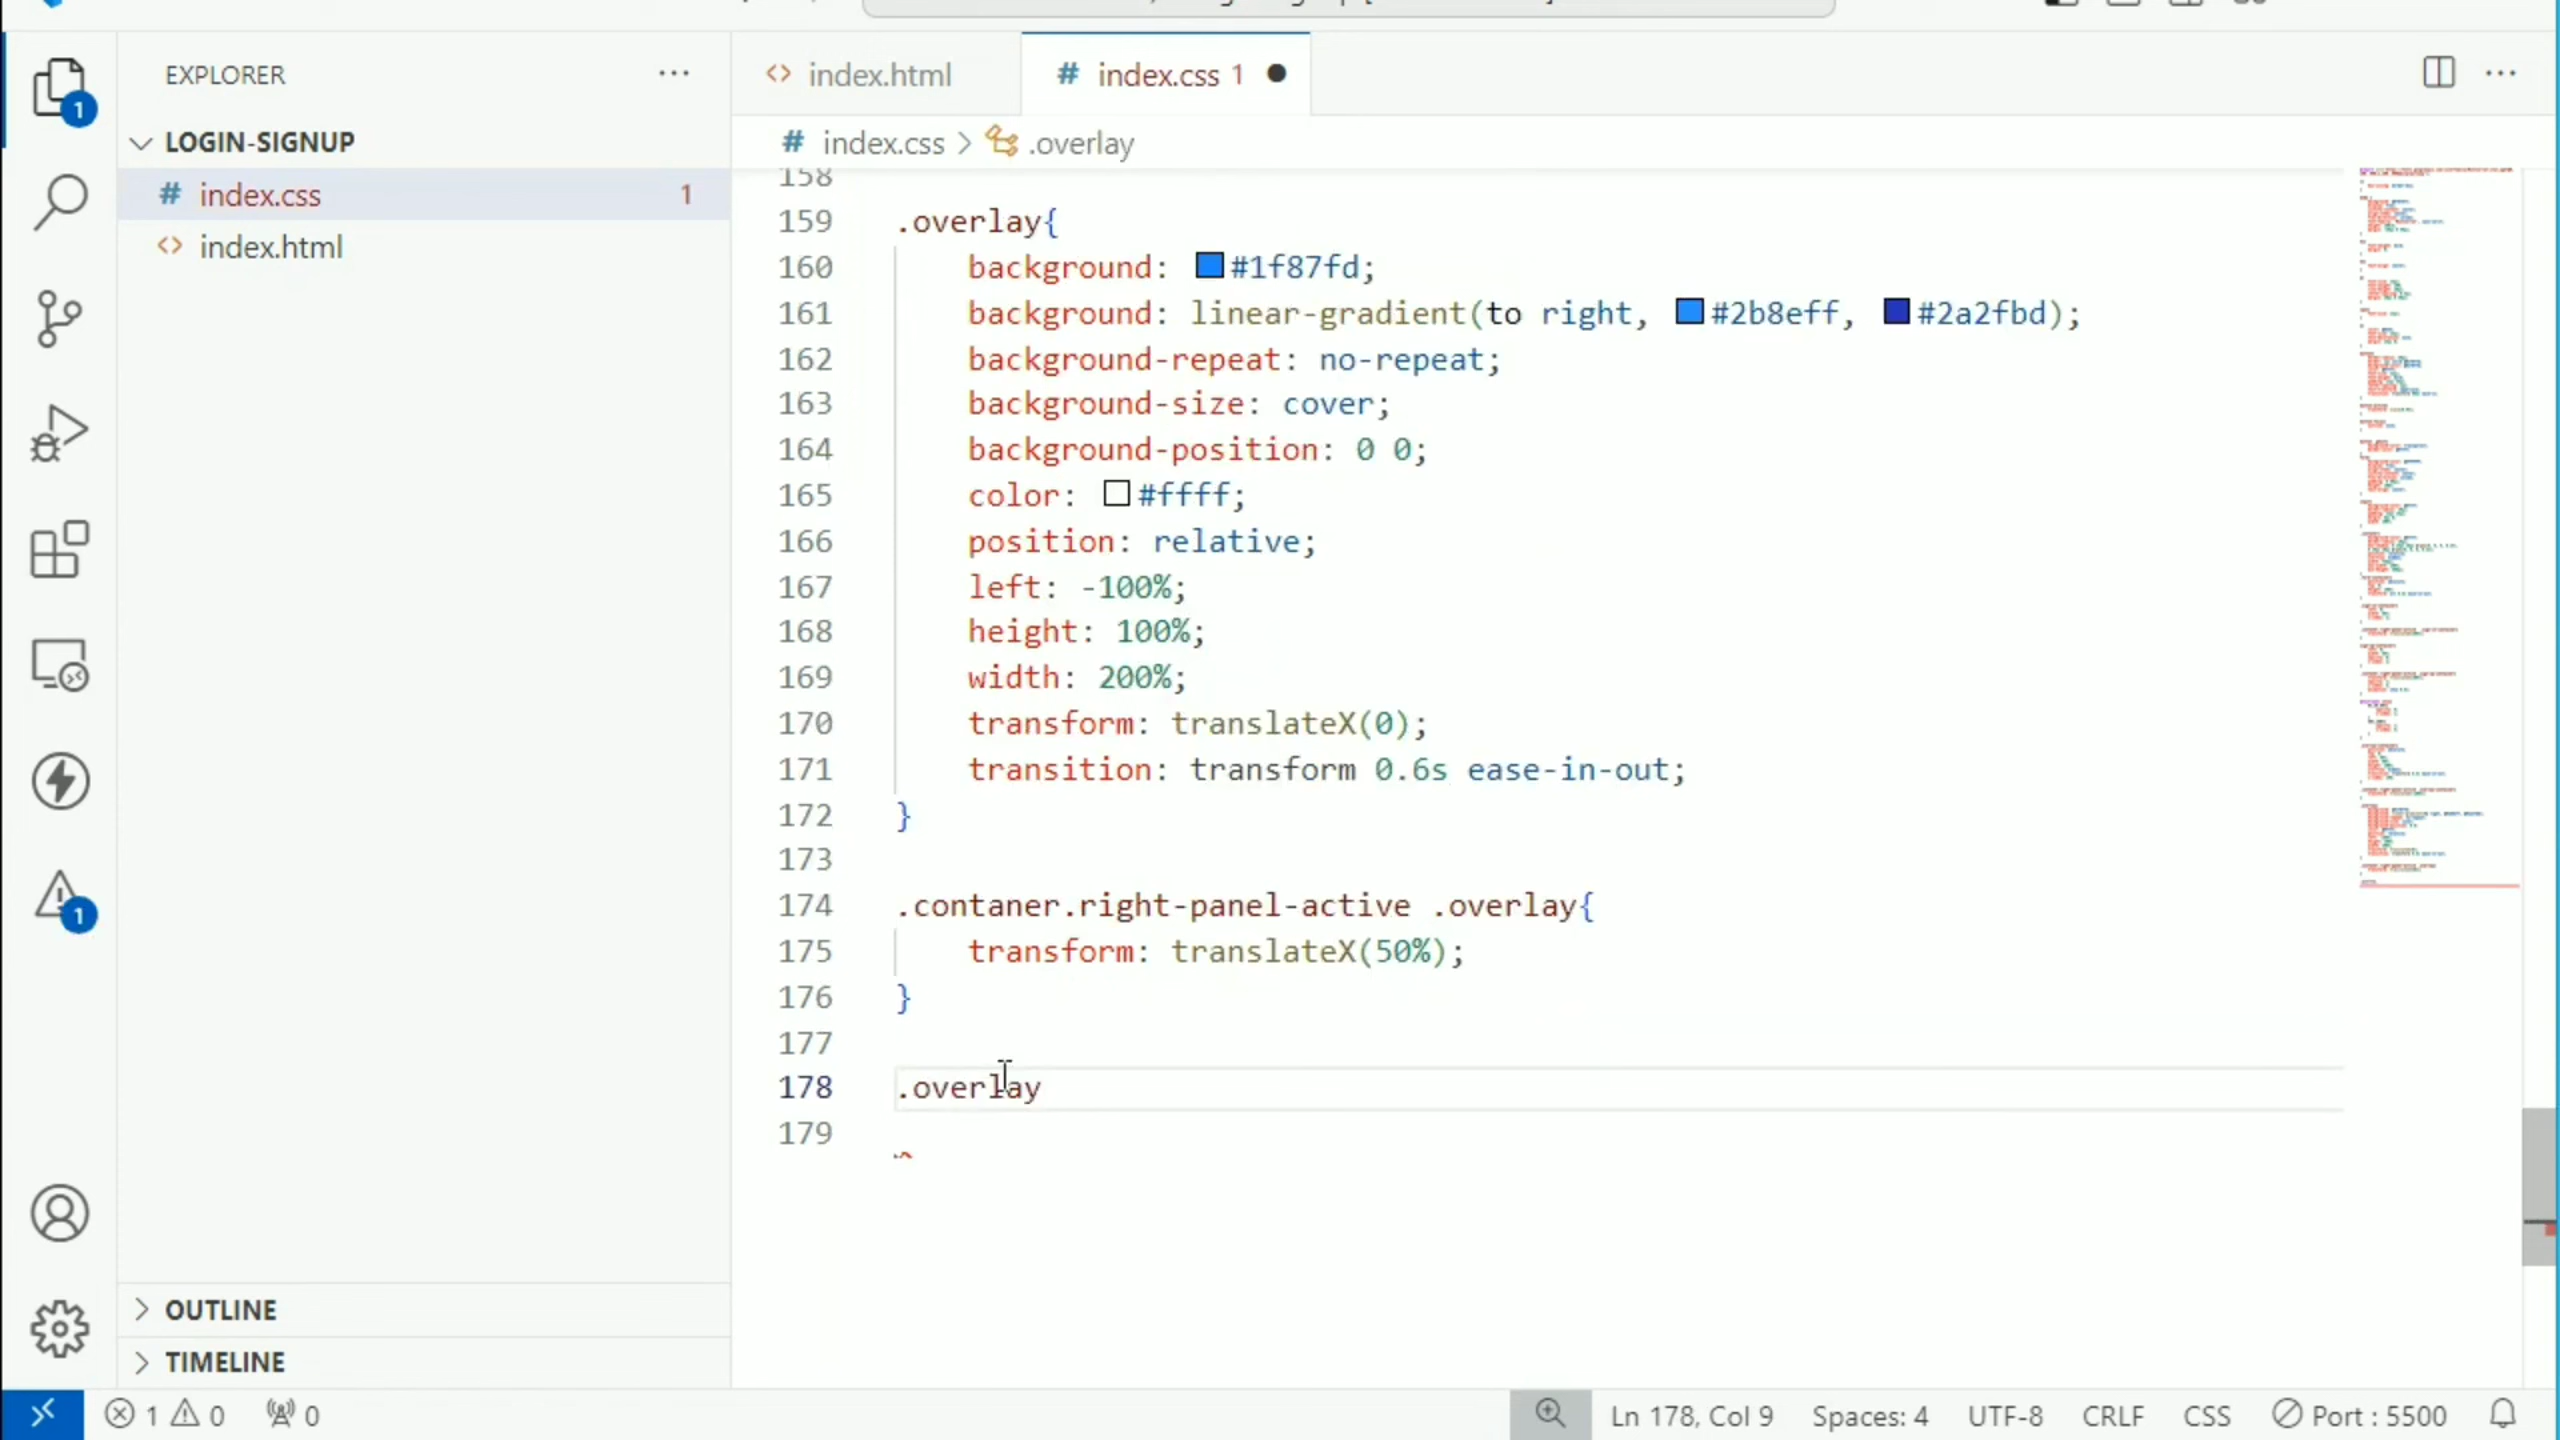 EXPLORER ...
LOGIN-SIGNUP
# index.css 1
<> index.html
<> index.html
# index.css 1
# index.css > .overlay
158
159 .overlay{
160 background: #1f87fd;
161 background: linear-gradient(to right, #2b8eff, #2a2fbd);
162 background-repeat: no-repeat;
163 background-size: cover;
164 background-position: 0 0;
165 color: #ffff;
166 position: relative;
167 left: -100%;
168 height: 100%;
169 width: 200%;
170 transform: translateX(0);
171 transition: transform 0.6s ease-in-out;
172 }
173
174 .contaner.right-panel-active .overlay{
175 transform: translateX(50%);
176 }
177
178 .overlay
179
1
1
OUTLINE
TIMELINE
1 0 0
Ln 178, Col 9 Spaces: 4 UTF-8 CRLF CSS Port : 5500